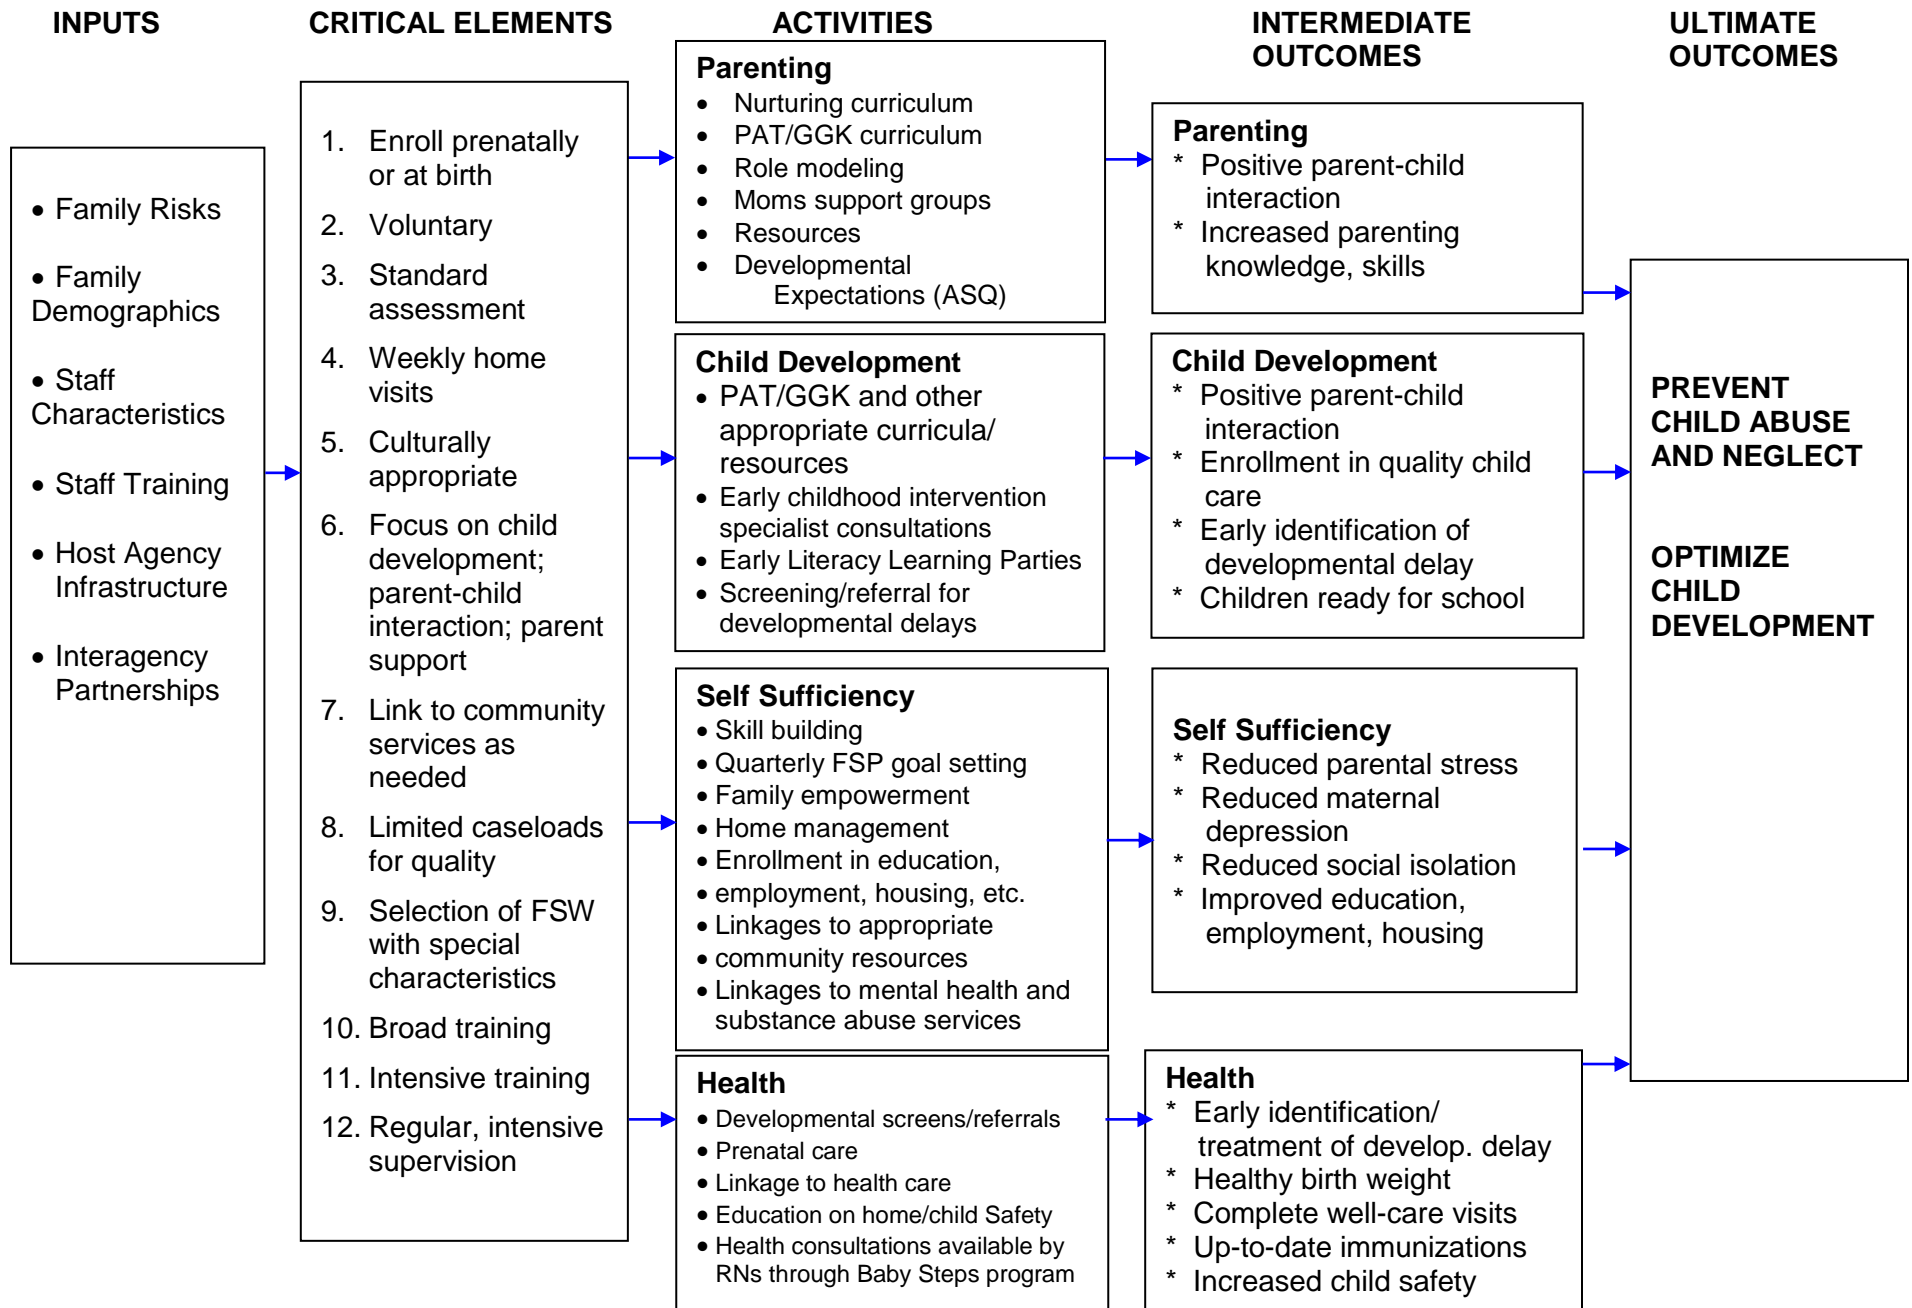 INPUTS
CRITICAL ELEMENTS
ACTIVITIES
INTERMEDIATE
OUTCOMES
ULTIMATE
OUTCOMES
• Family Risks
• Family
Demographics
• Staff
Characteristics
• Staff Training
• Host Agency
Infrastructure
• Interagency
Partnerships
1. Enroll prenatally
or at birth
2. Voluntary
3. Standard
assessment
4. Weekly home
visits
5. Culturally
appropriate
6. Focus on child
development;
parent-child
interaction; parent
support
7. Link to community
services as
needed
8. Limited caseloads
for quality
9. Selection of FSW
with special
characteristics
10. Broad training
11. Intensive training
12. Regular, intensive
supervision
Parenting
• Nurturing curriculum
• PAT/GGK curriculum
• Role modeling
• Moms support groups
• Resources
• Developmental
Expectations (ASQ)
Child Development
• PAT/GGK and other
appropriate curricula/
resources
• Early childhood intervention
specialist consultations
• Early Literacy Learning Parties
• Screening/referral for
developmental delays
Self Sufficiency
• Skill building
• Quarterly FSP goal setting
• Family empowerment
• Home management
• Enrollment in education,
• employment, housing, etc.
• Linkages to appropriate
• community resources
• Linkages to mental health and
substance abuse services
Health
• Developmental screens/referrals
• Prenatal care
• Linkage to health care
• Education on home/child Safety
• Health consultations available by
RNs through Baby Steps program
Parenting
* Positive parent-child
interaction
* Increased parenting
knowledge, skills
Child Development
* Positive parent-child
interaction
* Enrollment in quality child
care
* Early identification of
developmental delay
* Children ready for school
Self Sufficiency
* Reduced parental stress
* Reduced maternal
depression
* Reduced social isolation
* Improved education,
employment, housing
Health
* Early identification/
treatment of develop. delay
* Healthy birth weight
* Complete well-care visits
* Up-to-date immunizations
* Increased child safety
PREVENT
CHILD ABUSE
AND NEGLECT
OPTIMIZE
CHILD
DEVELOPMENT